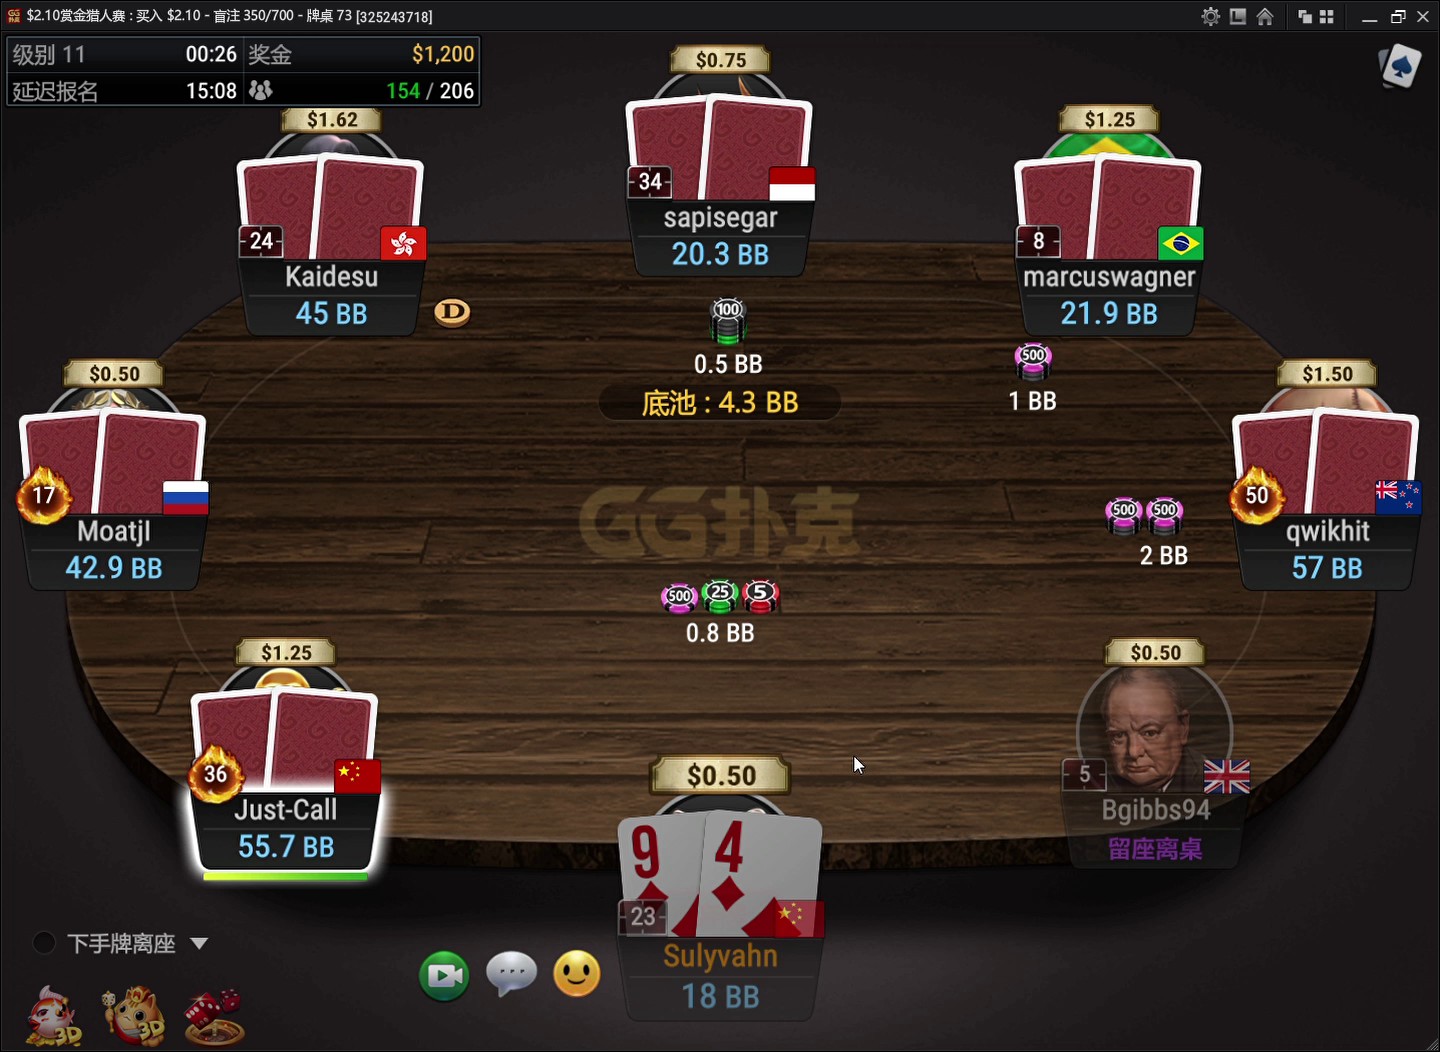 $2.10赏金猎人赛 : 买入 $2.10 - 盲注 350/700 - 牌桌 73 [325243718]
级别 11 00:26 奖金 $1,200
延迟报名 15:08 154 / 206
$0.75
34
sapisegar
20.3 BB
$1.62
24
Kaidesu
45 BB
D
$1.25
8
marcuswagner
21.9 BB
100
0.5 BB
500
1 BB
底池 : 4.3 BB
$0.50
17
Moatjl
42.9 BB
$1.50
50
qwikhit
57 BB
500 500
2 BB
GG扑克
500 25 5
0.8 BB
$1.25
36
Just-Call
55.7 BB
$0.50
9 4
23
Sulyvahn
18 BB
$0.50
5
Bgibbs94
留座离桌
下手牌离座
3D
3D